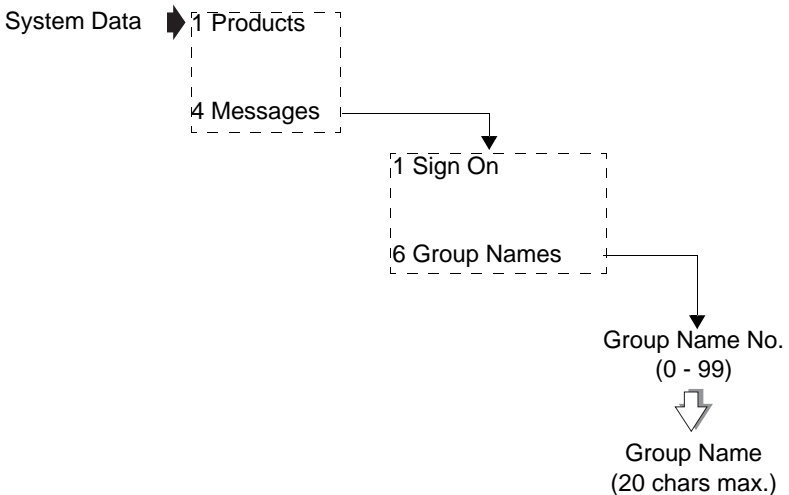 System Data
1 Products
4 Messages
1 Sign On
6 Group Names
Group Name No.
(0 - 99)
Group Name
(20 chars max.)